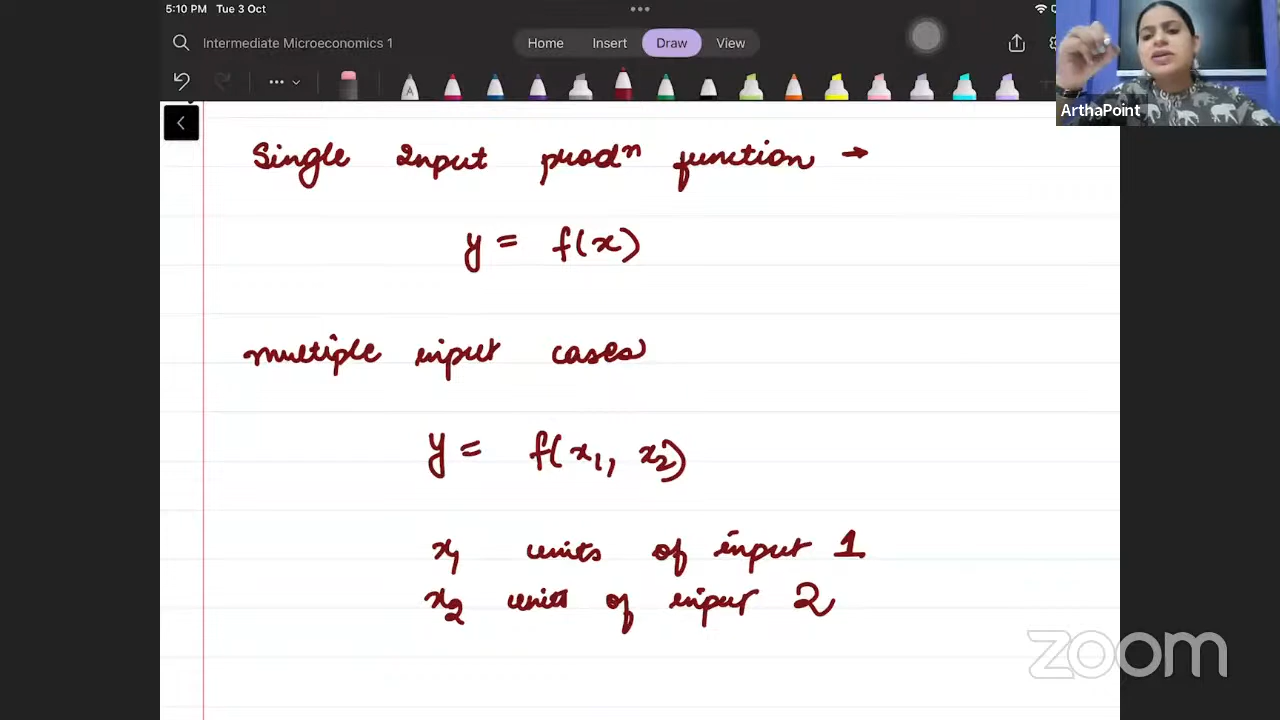 5:10 PM Tue 3 Oct
Intermediate Microeconomics 1
Home Insert Draw View
A
ArthaPoint
Single Input prodⁿ function →
y = f(x)
multiple input cases
y = f(x₁, x₂)
x₁ units of input 1
x₂ units of input 2
zoom